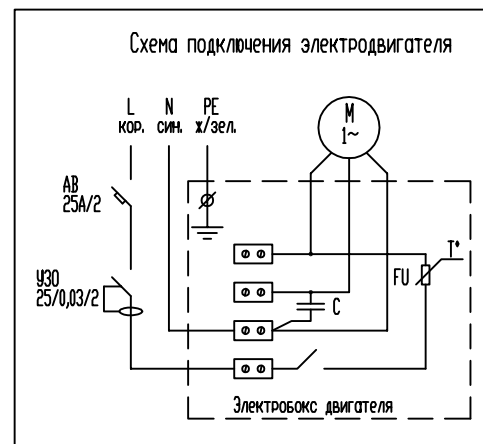 Схема подключения электродвигателя
L N PE
кор. син. ж/зел.
M
1~
АВ
25А/2
УЗО
25/0,03/2
T°
FU
C
Электробокс двигателя